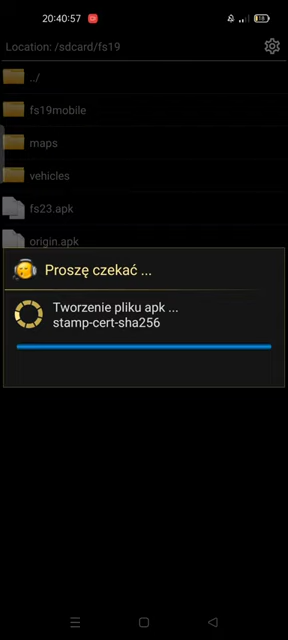 20:40:57
18
Location: /sdcard/fs19
../
fs19mobile
maps
vehicles
fs23.apk
origin.apk
Proszę czekać ...
Tworzenie pliku apk ...
stamp-cert-sha256